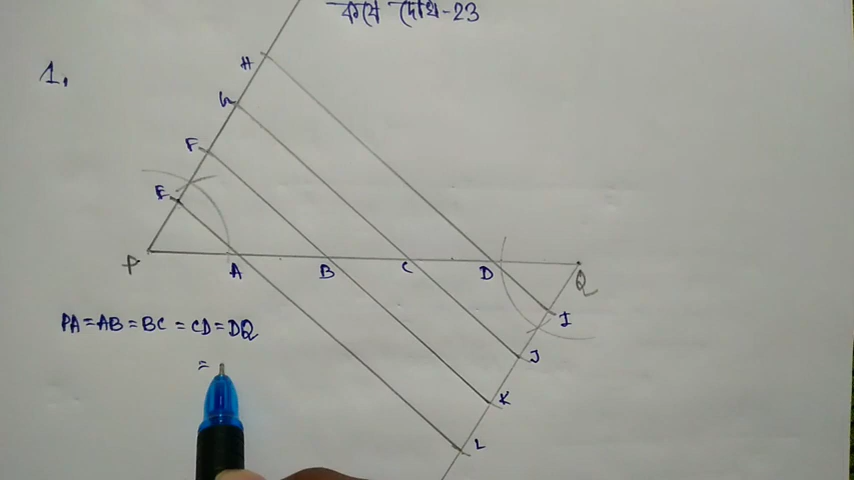 কষে দেখি-23
1.
H
G
F
E
P
A
B
C
D
Q
I
J
K
L
PA=AB=BC=CD=DQ
=